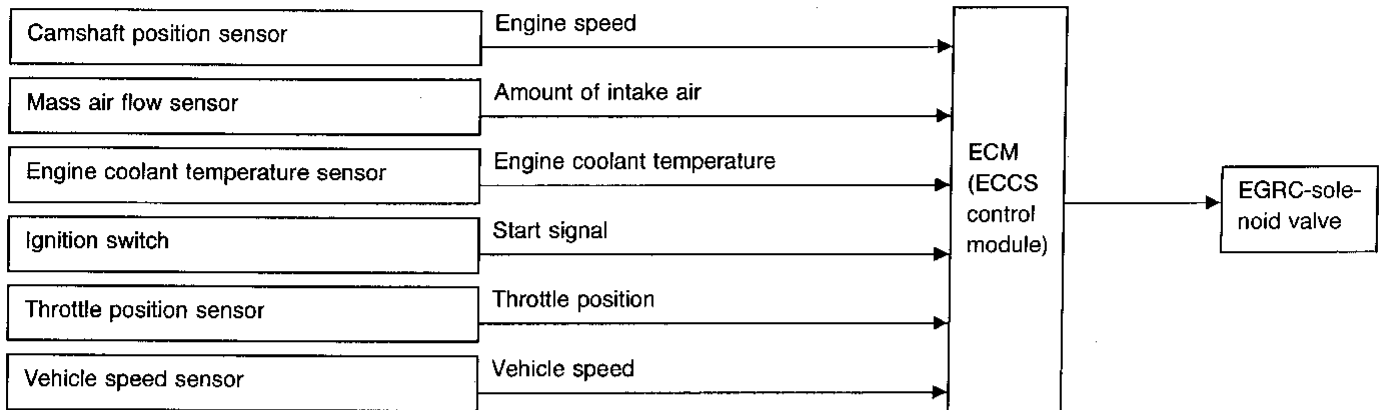 Camshaft position sensor
Engine speed
Mass air flow sensor
Amount of intake air
Engine coolant temperature sensor
Engine coolant temperature
Ignition switch
Start signal
Throttle position sensor
Throttle position
Vehicle speed sensor
Vehicle speed
ECM
(ECCS
control
module)
EGRC-sole-
noid valve